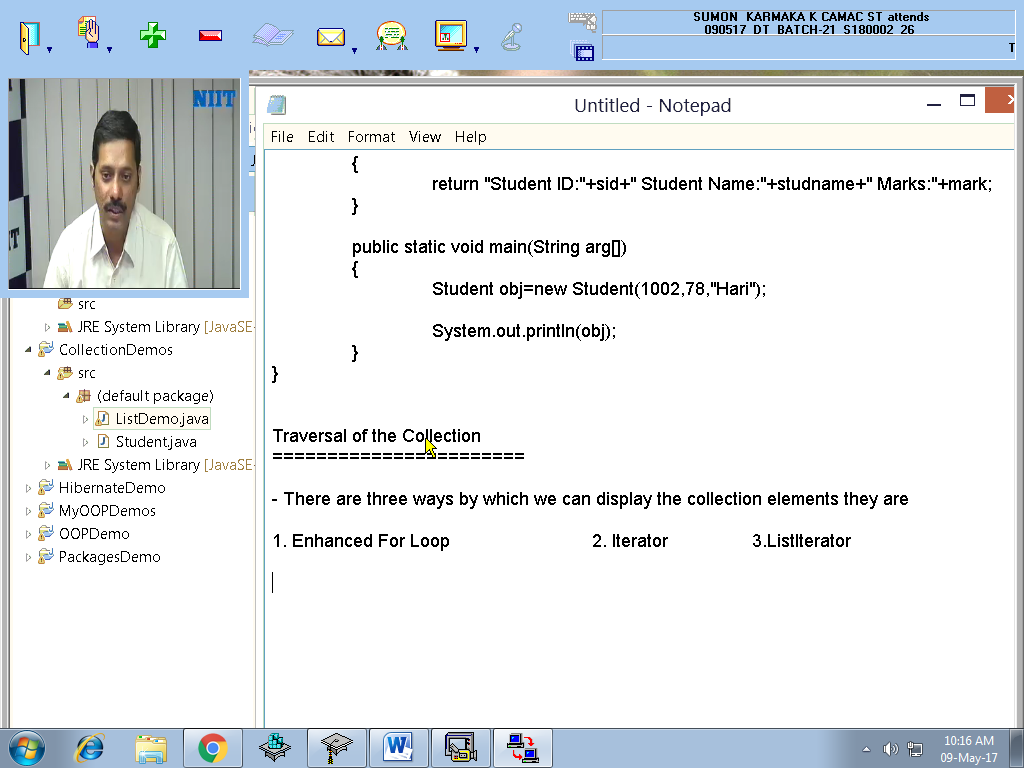 SUMON KARMAKA K CAMAC ST attends
090517 DT BATCH-21 S180002 26
T
NIIT
Untitled - Notepad
File Edit Format View Help
{
return "Student ID:"+sid+" Student Name:"+studname+" Marks:"+mark;
}
public static void main(String arg[])
{
Student obj=new Student(1002,78,"Hari");
System.out.println(obj);
}
}
Traversal of the Collection
=======================
- There are three ways by which we can display the collection elements they are
1. Enhanced For Loop 2. Iterator 3.ListIterator
src
JRE System Library [JavaSE-
CollectionDemos
src
(default package)
ListDemo.java
Student.java
JRE System Library [JavaSE-
HibernateDemo
MyOOPDemos
OOPDemo
PackagesDemo
10:16 AM
09-May-17